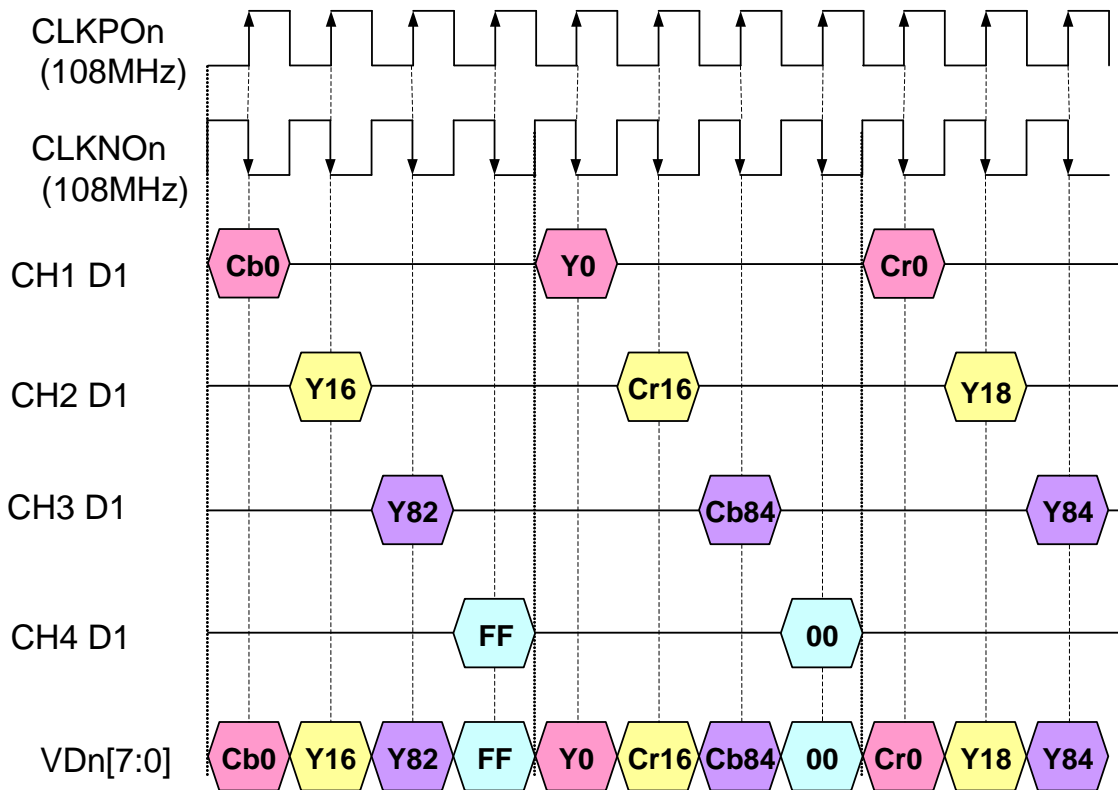 CLKPOn
(108MHz)
CLKNOn
(108MHz)
CH1 D1
Cb0 Y0 Cr0
CH2 D1
Y16 Cr16 Y18
CH3 D1
Y82 Cb84 Y84
CH4 D1
FF 00
VDn[7:0]
Cb0 Y16 Y82 FF Y0 Cr16 Cb84 00 Cr0 Y18 Y84